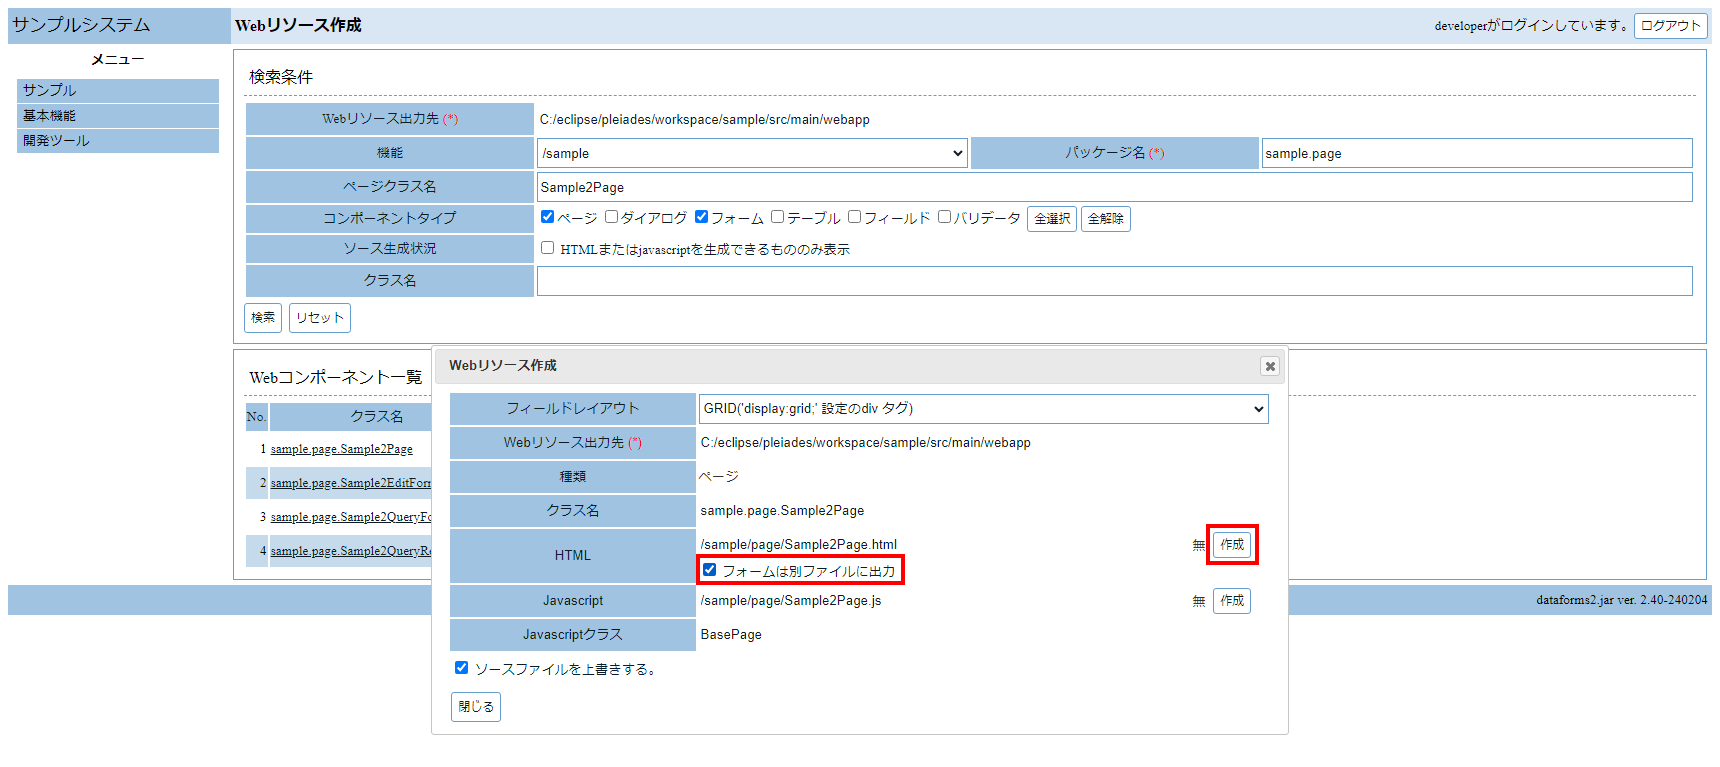 サンプルシステム
Webリソース作成
developerがログインしています。 ログアウト
メニュー
サンプル
基本機能
開発ツール
検索条件
Webリソース出力先 (*) C:/eclipse/pleiades/workspace/sample/src/main/webapp
機能 /sample パッケージ名 (*) sample.page
ページクラス名 Sample2Page
コンポーネントタイプ ページ ダイアログ フォーム テーブル フィールド バリデータ 全選択 全解除
ソース生成状況 HTMLまたはjavascriptを生成できるもののみ表示
クラス名
検索 リセット
Webコンポーネント一覧
No. クラス名
1 sample.page.Sample2Page
2 sample.page.Sample2EditForm
3 sample.page.Sample2QueryFo
4 sample.page.Sample2QueryRe
Webリソース作成
フィールドレイアウト GRID('display:grid;' 設定のdiv タグ)
Webリソース出力先 (*) C:/eclipse/pleiades/workspace/sample/src/main/webapp
種類 ページ
クラス名 sample.page.Sample2Page
HTML /sample/page/Sample2Page.html 無 作成
フォームは別ファイルに出力
Javascript /sample/page/Sample2Page.js 無 作成
Javascriptクラス BasePage
ソースファイルを上書きする。
閉じる
dataforms2.jar ver. 2.40-240204